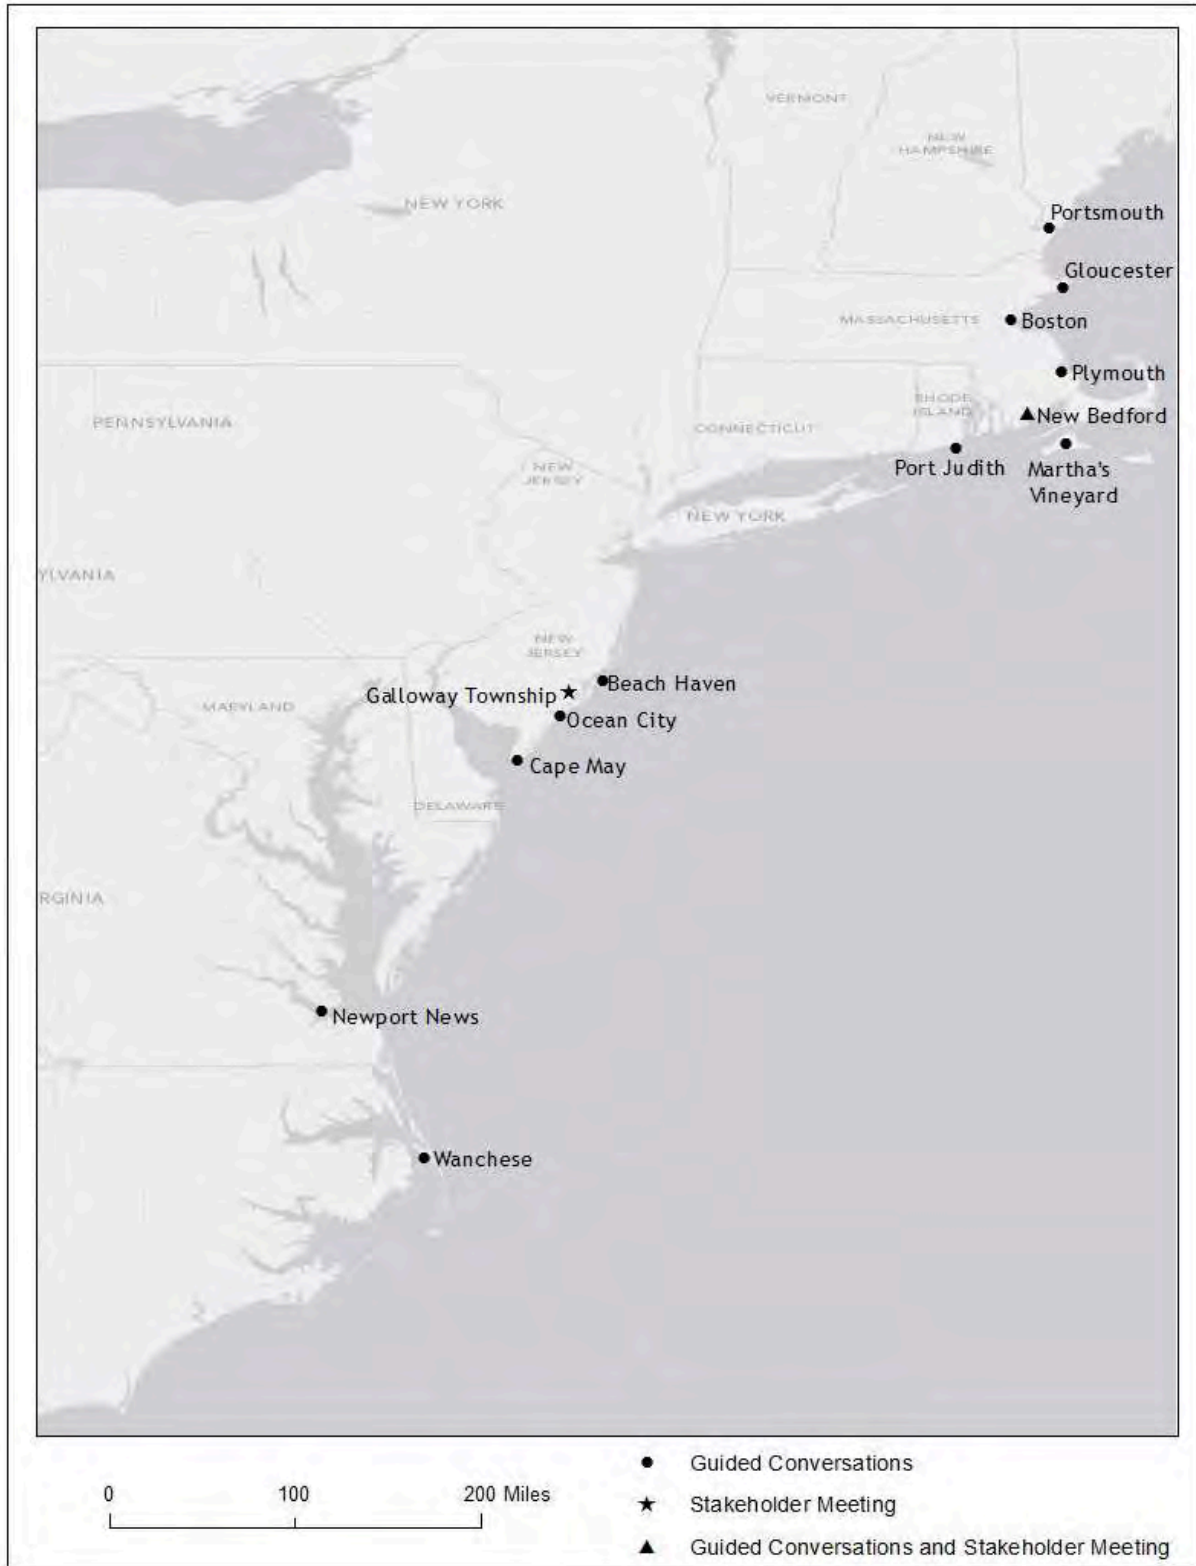 VERMONT
NEW
HAMPSHIRE
NEW YORK
Portsmouth
Gloucester
MASSACHUSETTS
Boston
Plymouth
RHODE
ISLAND
New Bedford
PENNSYLVANIA
CONNECTICUT
Port Judith
Martha's
Vineyard
NEW
JERSEY
NEW YORK
YLVANIA
NEW
JERSEY
Beach Haven
Galloway Township
MARYLAND
Ocean City
Cape May
DELAWARE
RGINIA
Newport News
Wanchese
0 100 200 Miles
Guided Conversations
Stakeholder Meeting
Guided Conversations and Stakeholder Meeting